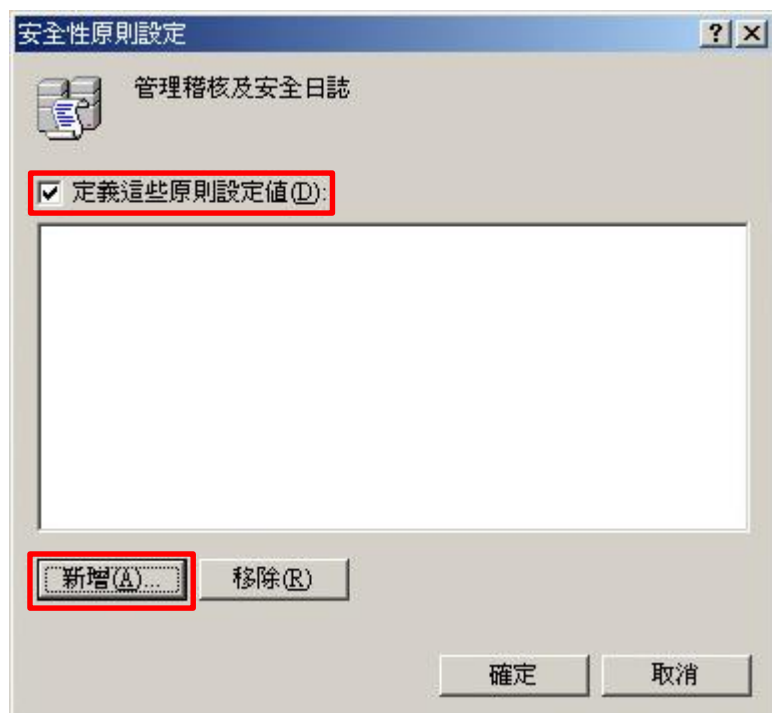 安全性原則設定
管理稽核及安全日誌
定義這些原則設定值(D):
新增(A)...
移除(R)
確定
取消